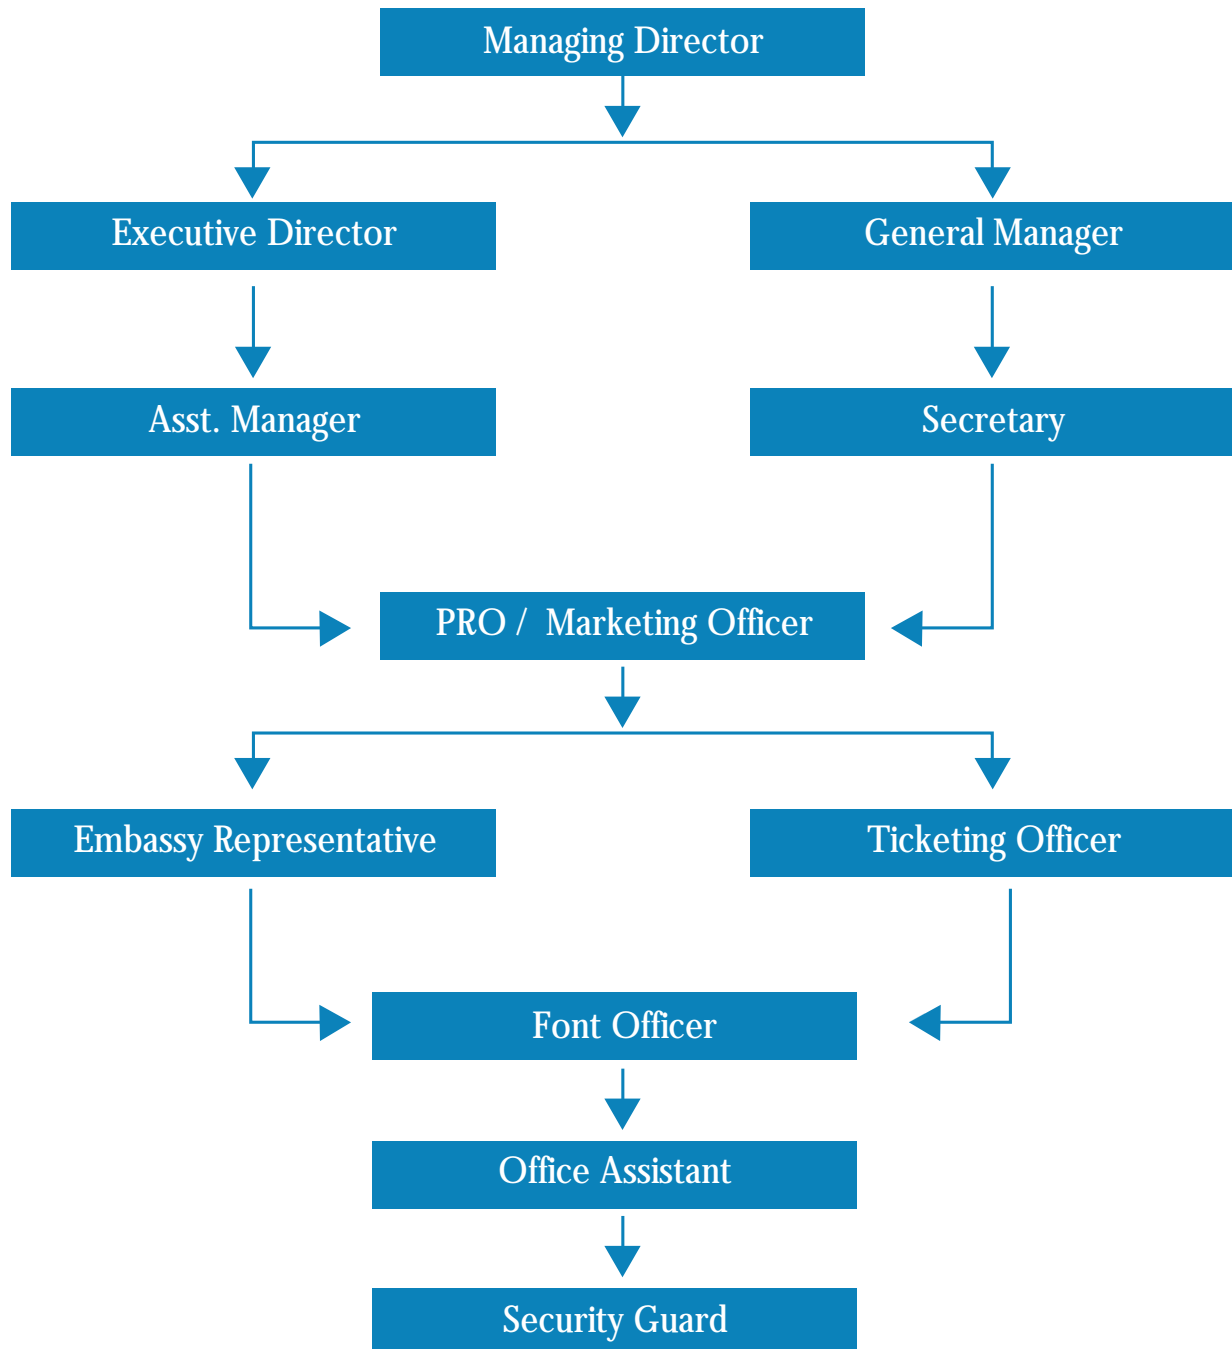 Managing Director
Executive Director
General Manager
Asst. Manager
Secretary
PRO / Marketing Officer
Embassy Representative
Ticketing Officer
Font Officer
Office Assistant
Security Guard